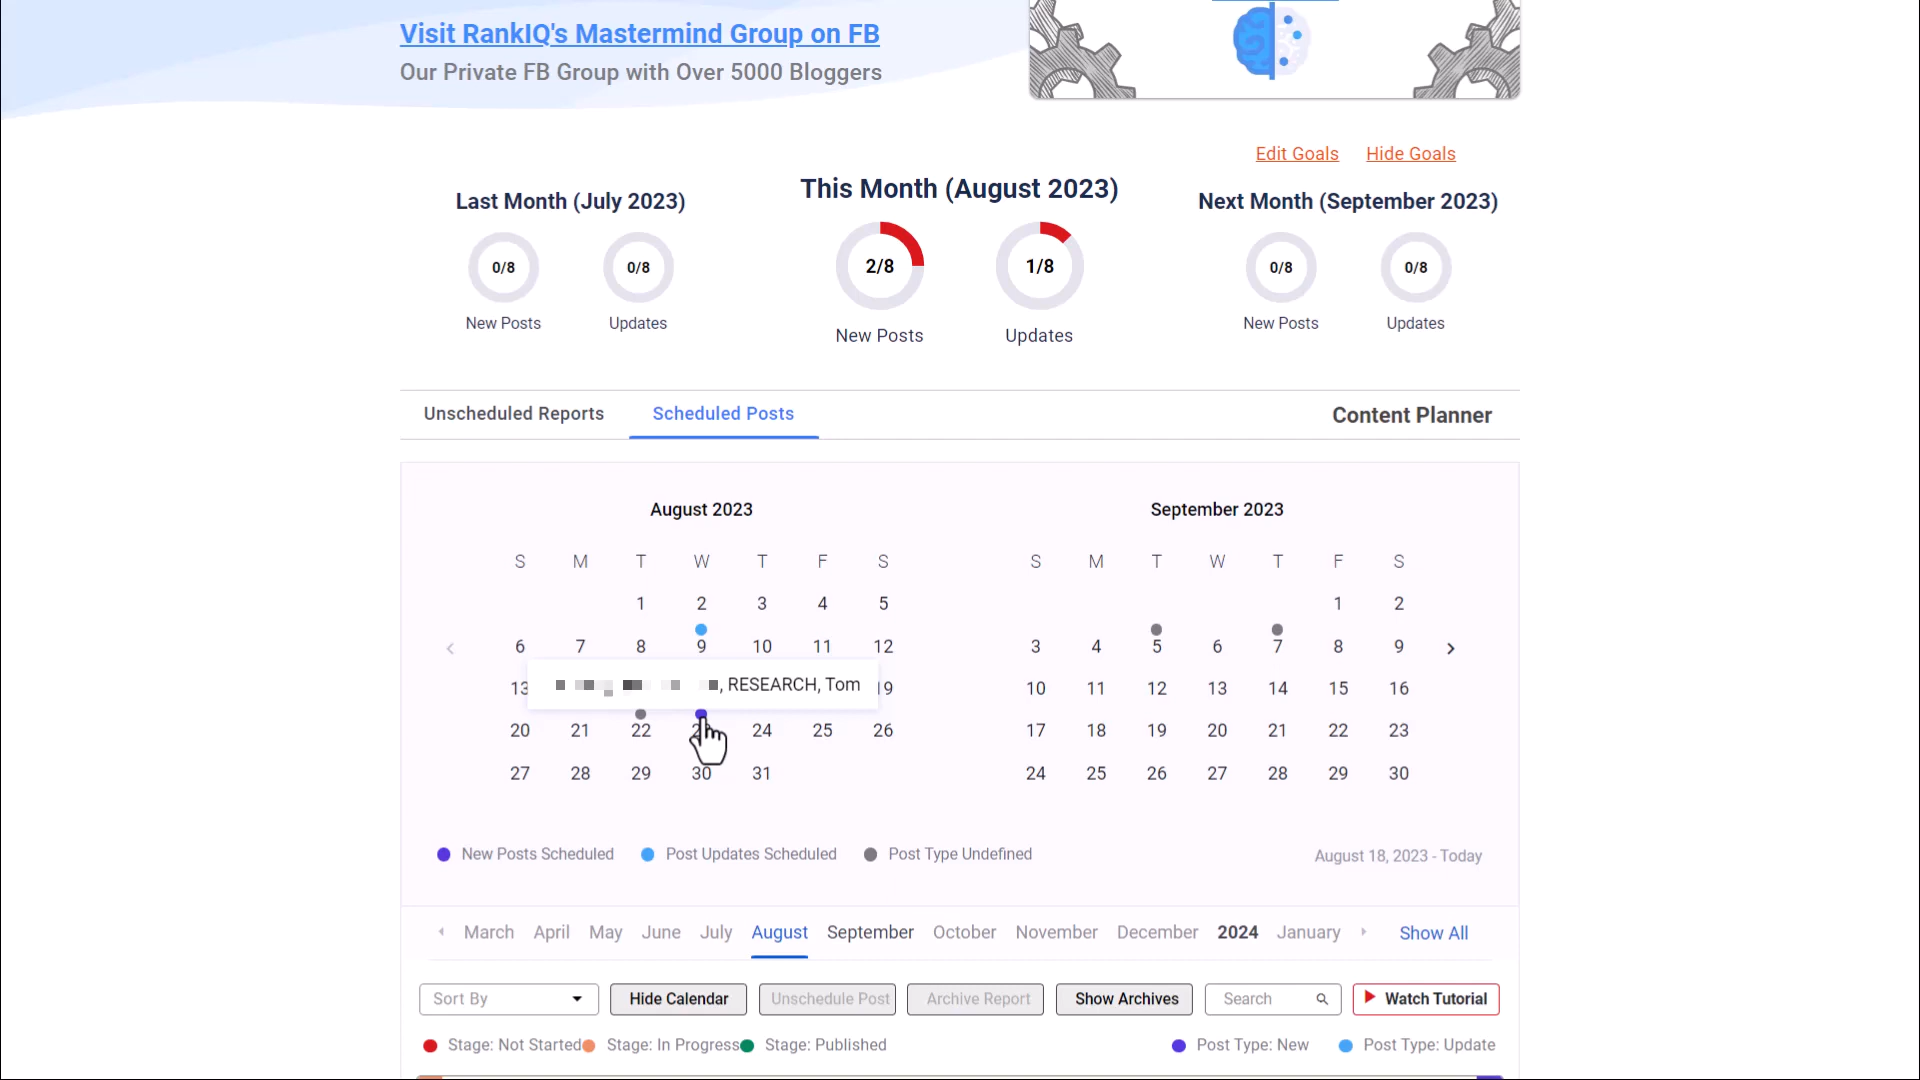 Visit RankIQ's Mastermind Group on FB
Our Private FB Group with Over 5000 Bloggers
Edit Goals Hide Goals
Last Month (July 2023)
This Month (August 2023)
Next Month (September 2023)
0/8 0/8 2/8 1/8 0/8 0/8
New Posts Updates New Posts Updates New Posts Updates
Unscheduled Reports Scheduled Posts Content Planner
August 2023 September 2023
S M T W T F S S M T W T F S
1 2 3 4 5 1 2
6 7 8 9 10 11 12 3 4 5 6 7 8 9
13 , RESEARCH, Tom 19 10 11 12 13 14 15 16
20 21 22 24 25 26 17 18 19 20 21 22 23
27 28 29 30 31 24 25 26 27 28 29 30
New Posts Scheduled Post Updates Scheduled Post Type Undefined August 18, 2023 - Today
March April May June July August September October November December 2024 January Show All
Sort By Hide Calendar Unschedule Post Archive Report Show Archives Search Watch Tutorial
Stage: Not Started Stage: In Progress Stage: Published Post Type: New Post Type: Update